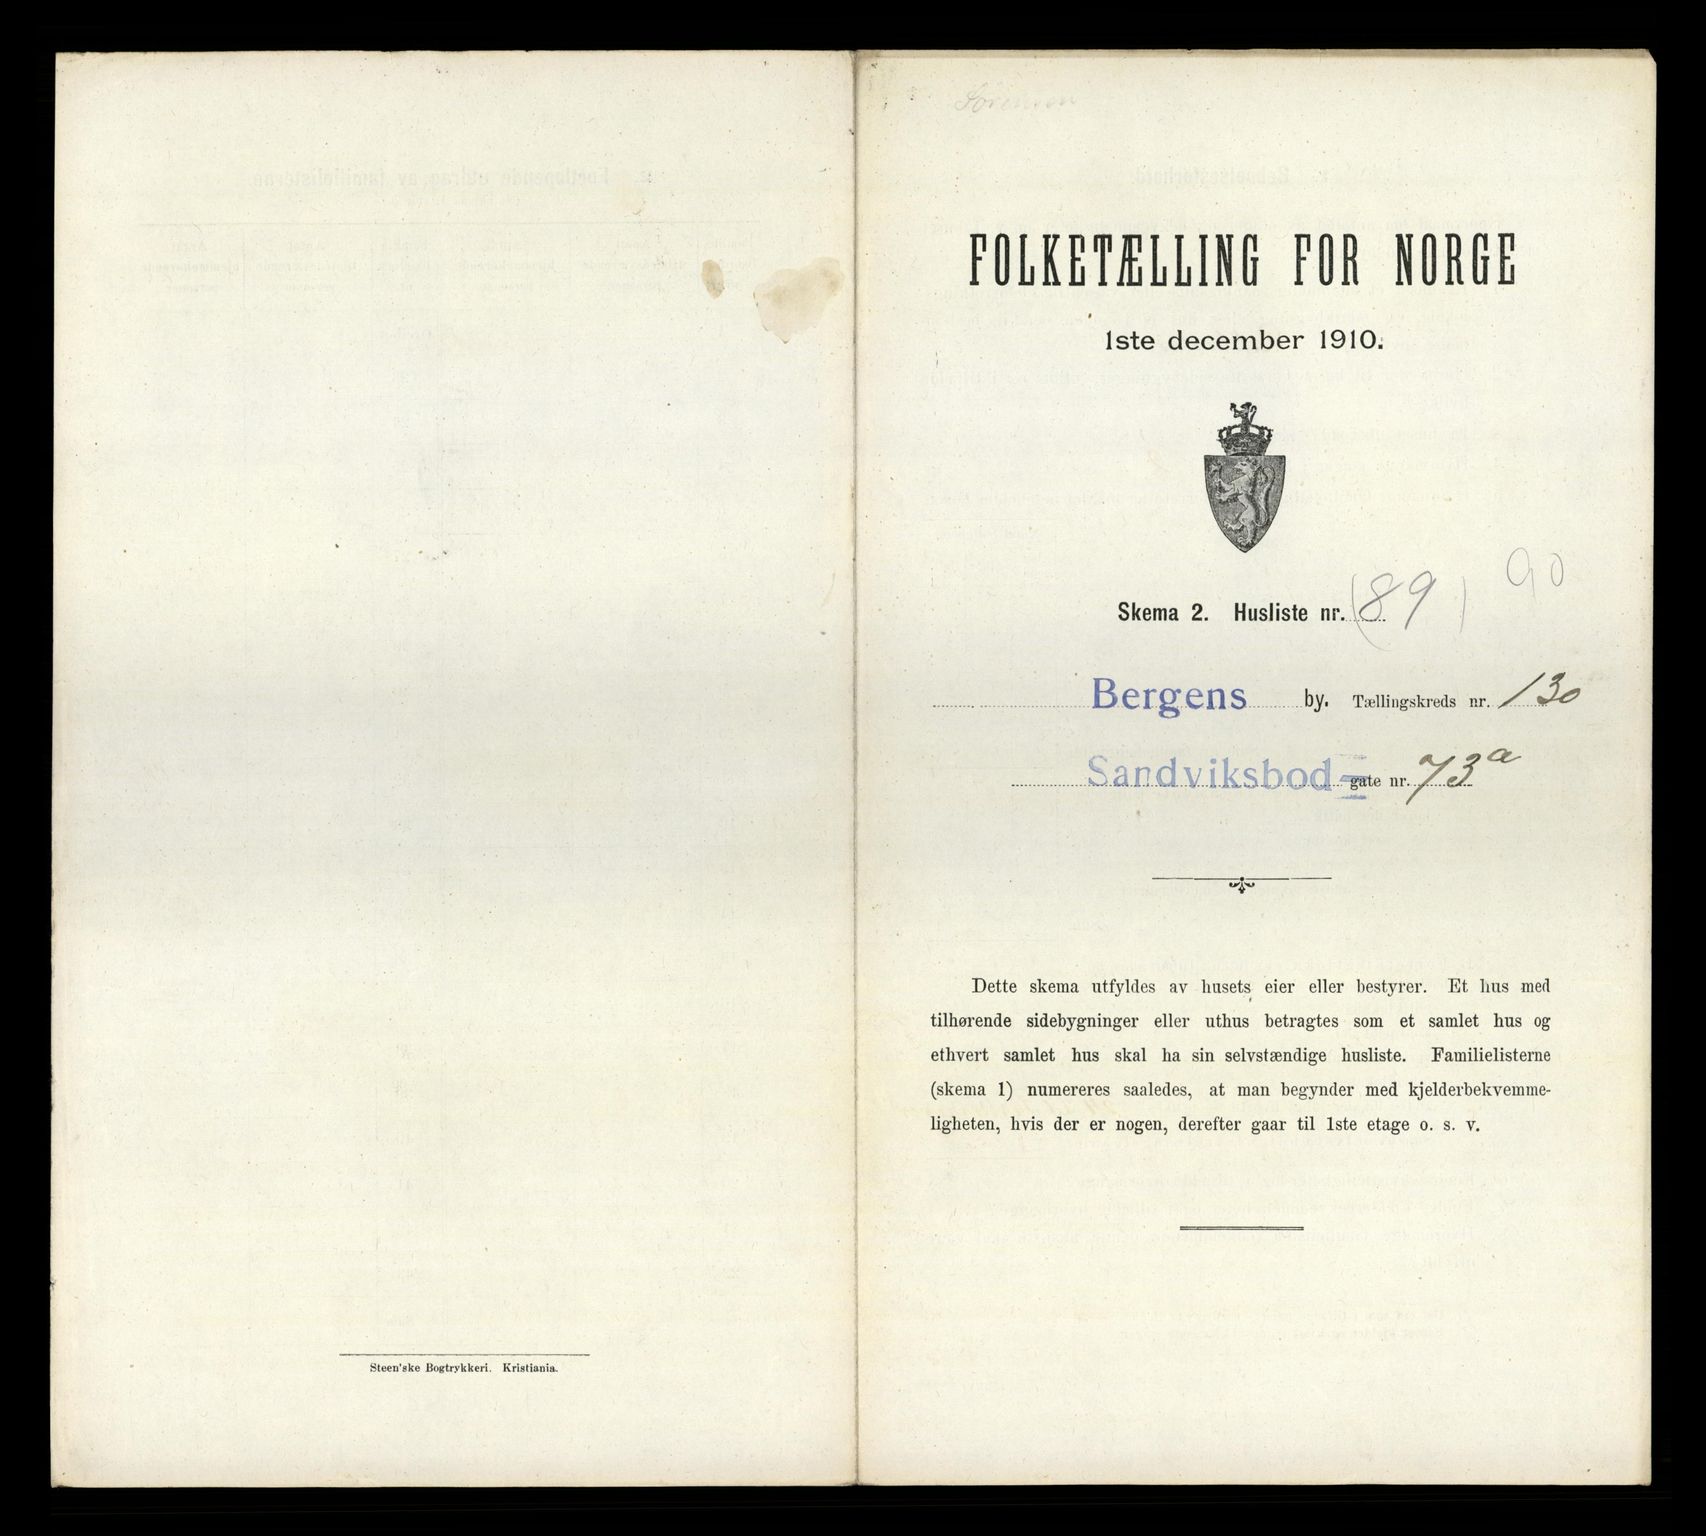 Sörensen
FOLKETÆLLING FOR NORGE
1ste december 1910.
Skema 2. Husliste nr. (89) 90
Bergens by. Tællingskreds nr. 130
Sandviksbod= gate nr. 73a
Dette skema utfyldes av husets eier eller bestyrer. Et hus med
tilhørende sidebygninger eller uthus betragtes som et samlet hus og
ethvert samlet hus skal ha sin selvstændige husliste. Familielisterne
(skema 1) numereres saaledes, at man begynder med kjelderbekvemme-
ligheten, hvis der er nogen, derefter gaar til 1ste etage o. s. v.
Steen'ske Bogtrykkeri. Kristiania.